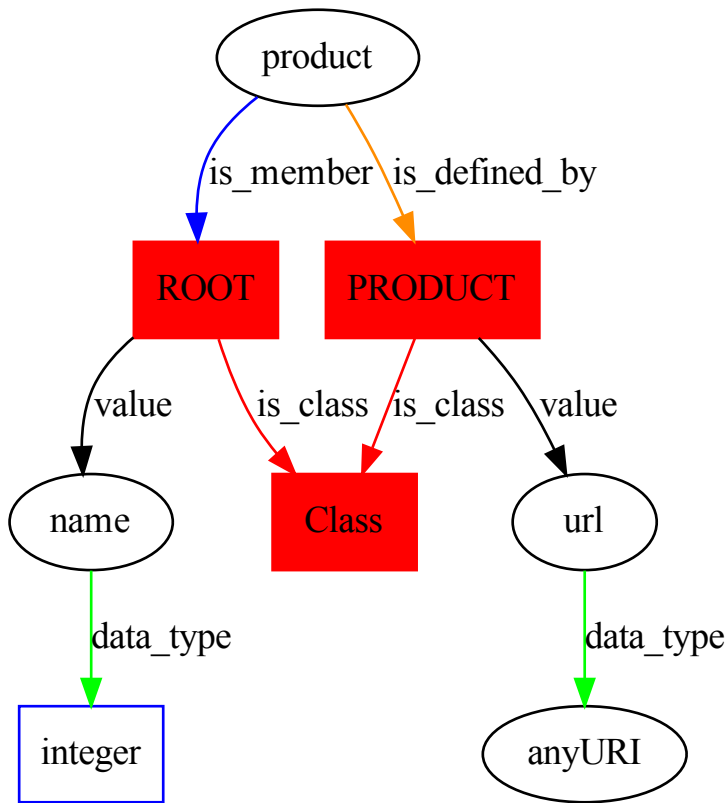 product
is_member
is_defined_by
ROOT
PRODUCT
value
is_class
is_class
value
name
Class
url
data_type
data_type
integer
anyURI